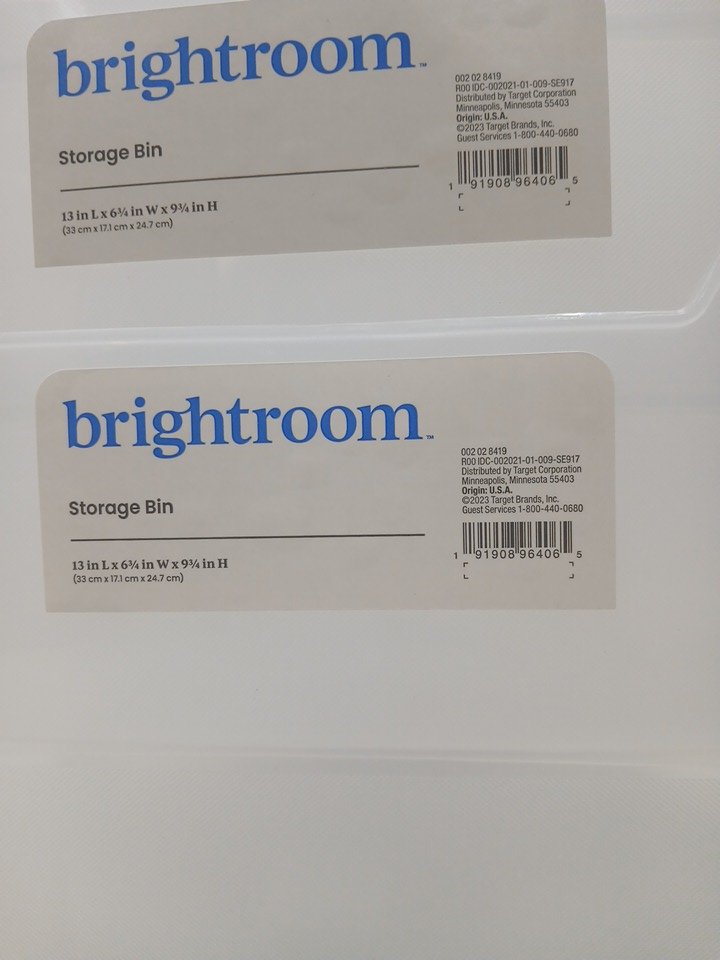 brightroom™
Storage Bin
13 in L x 6¾ in W x 9¾ in H
(33 cm x 17.1 cm x 24.7 cm)
002 02 8419
R00 IDC-002021-01-009-SE917
Distributed by Target Corporation
Minneapolis, Minnesota 55403
Origin: U.S.A.
©2023 Target Brands, Inc.
Guest Services 1-800-440-0680
1 91908 96406 5
brightroom™
Storage Bin
13 in L x 6¾ in W x 9¾ in H
(33 cm x 17.1 cm x 24.7 cm)
002 02 8419
R00 IDC-002021-01-009-SE917
Distributed by Target Corporation
Minneapolis, Minnesota 55403
Origin: U.S.A.
©2023 Target Brands, Inc.
Guest Services 1-800-440-0680
1 91908 96406 5